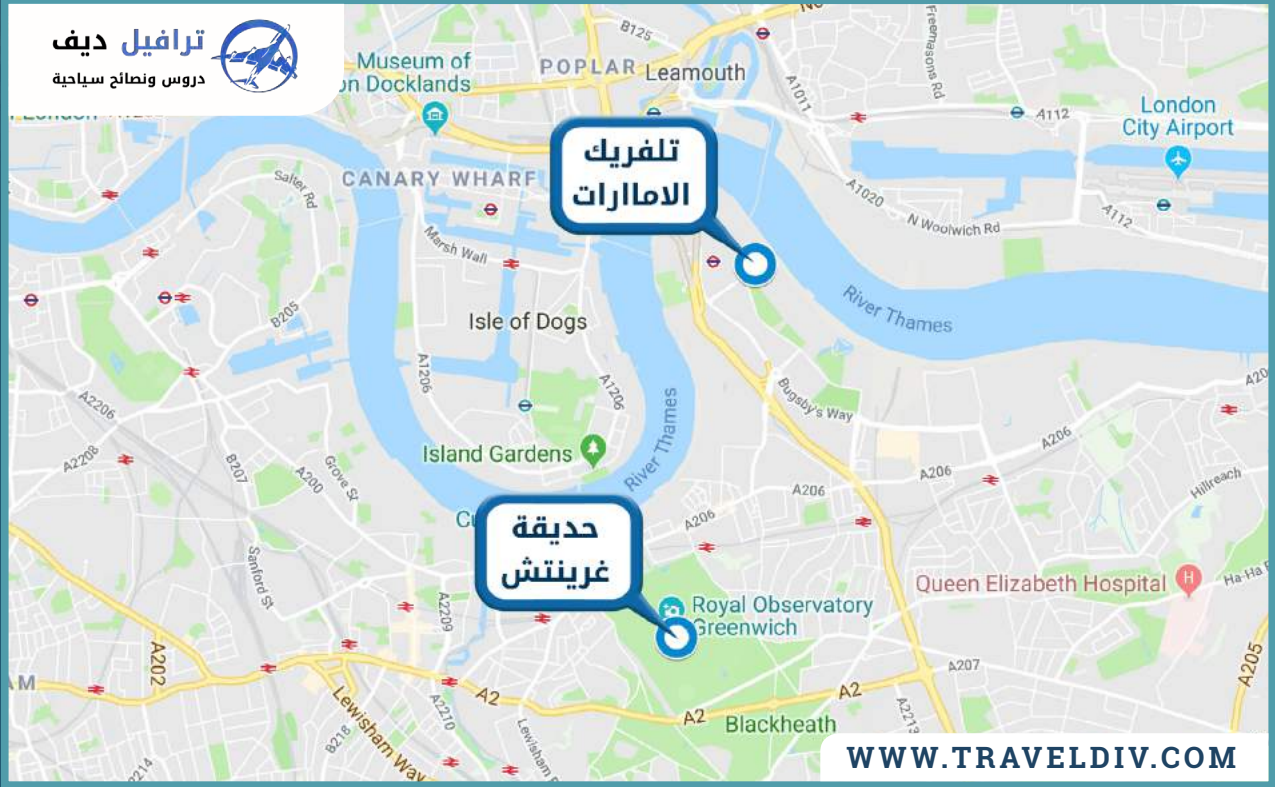 ترافيل ديف
دروس ونصائح سياحية
Museum of
on Docklands
B125
POPLAR
Leamouth
A1011
Freemasons Rd
A112
London
City Airport
تلفريك
الاماارات
CANARY WHARF
Salter Rd
A1020
N Woolwich Rd
A112
Marsh Wall
River Thames
B205
Isle of Dogs
A1206
A1206
Bugsby's Way
A2206
A2208
B207
A200
Grove St
Island Gardens
River Thames
A206
A206
A206
A206
Hillreach
حديقة
غرينتش
Queen Elizabeth Hospital
H
Sanford St
A2209
Royal Observatory
Greenwich
A202
A207
A205
A2
A2
A2
Lewisham Way
B218
A2210
Blackheath
A2213
WWW.TRAVELDIV.COM